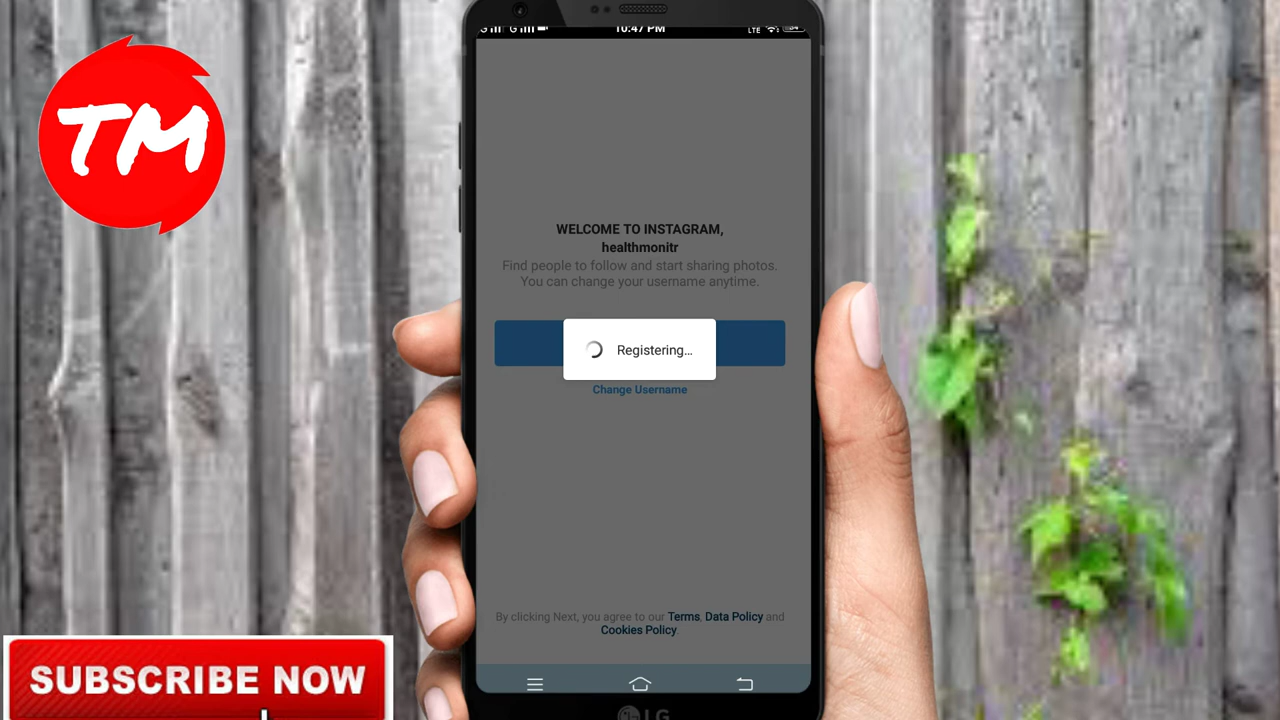 TM
10:47 PM
LTE
WELCOME TO INSTAGRAM,
healthmonitr
Find people to follow and start sharing photos.
You can change your username anytime.
Registering...
Change Username
By clicking Next, you agree to our Terms, Data Policy and
Cookies Policy.
SUBSCRIBE NOW
LG